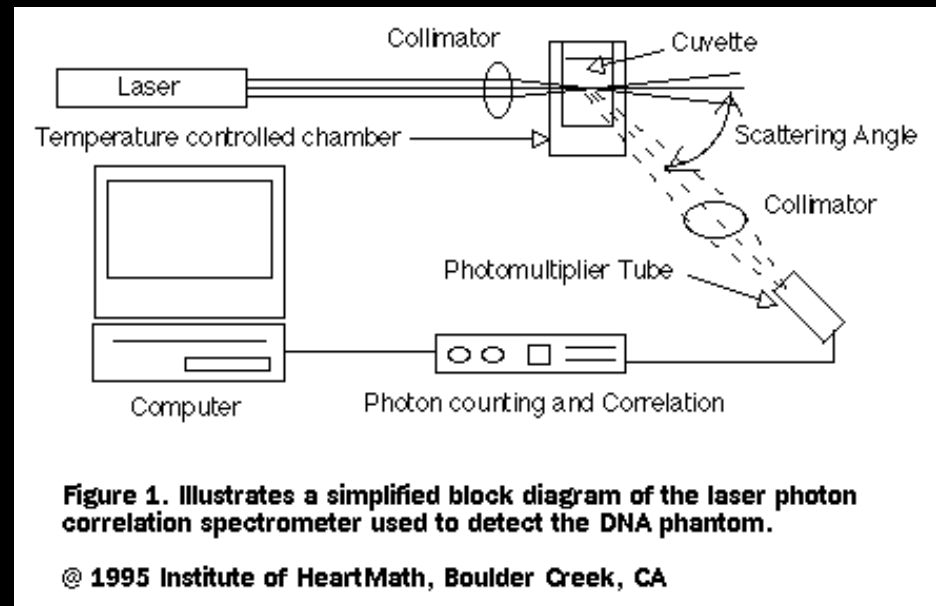 Collimator
Cuvette
Laser
Temperature controlled chamber
Scattering Angle
Collimator
Photomultiplier Tube
Computer
Photon counting and Correlation
Figure 1. Illustrates a simplified block diagram of the laser photon
correlation spectrometer used to detect the DNA phantom.
@ 1995 Institute of HeartMath, Boulder Creek, CA